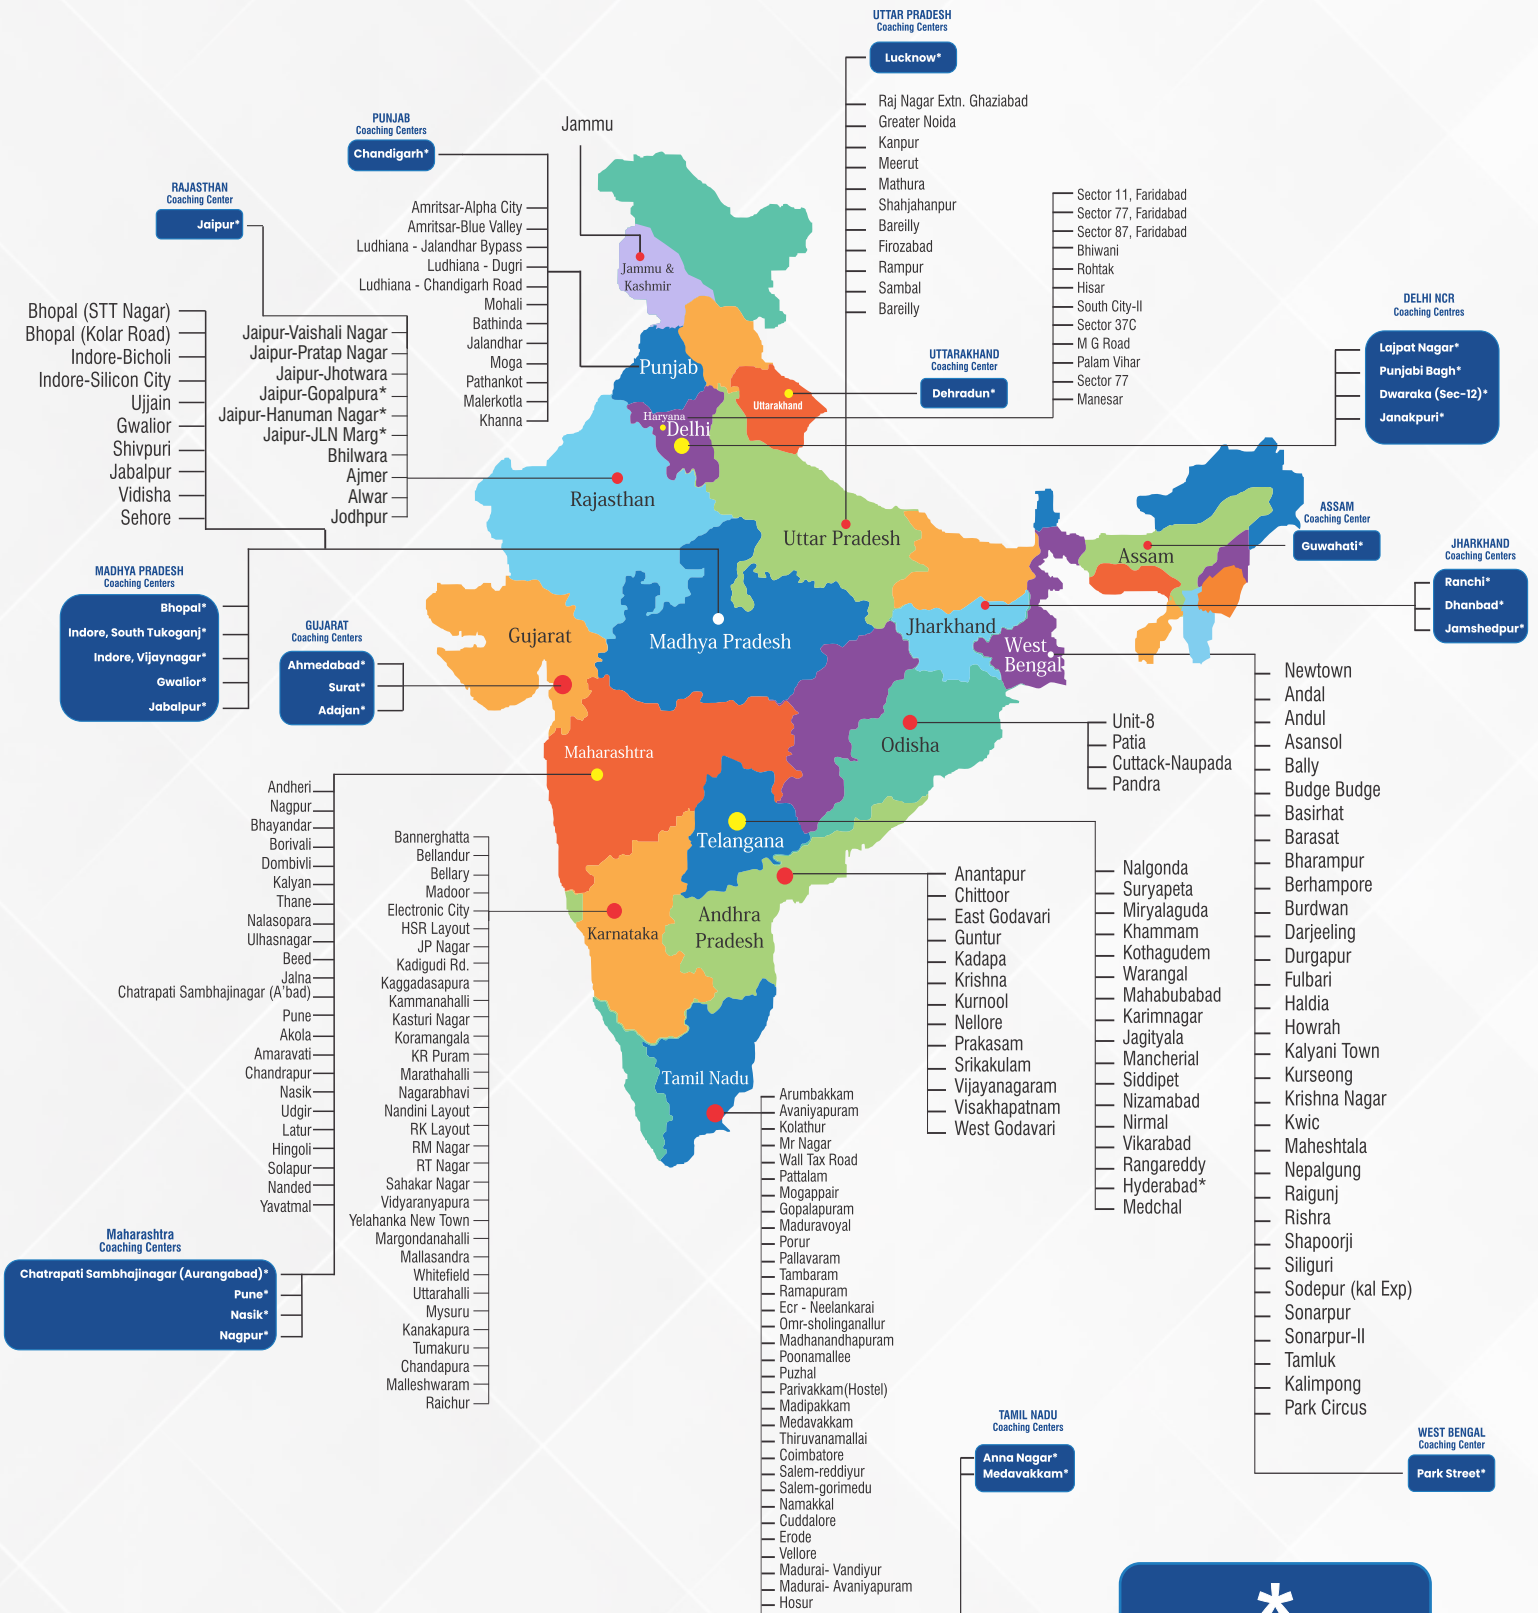 UTTAR PRADESH
Coaching Centers
Lucknow*
Raj Nagar Extn. Ghaziabad
Greater Noida
Kanpur
Meerut
Mathura
Shahjahanpur
Bareilly
Firozabad
Rampur
Sambal
Bareilly
PUNJAB
Coaching Centers
Chandigarh*
Amritsar-Alpha City
Amritsar-Blue Valley
Ludhiana - Jalandhar Bypass
Ludhiana - Dugri
Ludhiana - Chandigarh Road
Mohali
Bathinda
Jalandhar
Moga
Pathankot
Malerkotla
Khanna
Jammu
RAJASTHAN
Coaching Center
Jaipur*
Jaipur-Vaishali Nagar
Jaipur-Pratap Nagar
Jaipur-Jhotwara
Jaipur-Gopalpura*
Jaipur-Hanuman Nagar*
Jaipur-JLN Marg*
Bhilwara
Ajmer
Alwar
Jodhpur
Bhopal (STT Nagar)
Bhopal (Kolar Road)
Indore-Bicholi
Indore-Silicon City
Ujjain
Gwalior
Shivpuri
Jabalpur
Vidisha
Sehore
Sector 11, Faridabad
Sector 77, Faridabad
Sector 87, Faridabad
Bhiwani
Rohtak
Hisar
South City-II
Sector 37C
M G Road
Palam Vihar
Sector 77
Manesar
DELHI NCR
Coaching Centres
Lajpat Nagar*
Punjabi Bagh*
Dwaraka (Sec-12)*
Janakpuri*
UTTARAKHAND
Coaching Center
Dehradun*
ASSAM
Coaching Center
Guwahati*
JHARKHAND
Coaching Centers
Ranchi*
Dhanbad*
Jamshedpur*
MADHYA PRADESH
Coaching Centers
Bhopal*
Indore, South Tukoganj*
Indore, Vijaynagar*
Gwalior*
Jabalpur*
GUJARAT
Coaching Centers
Ahmedabad*
Surat*
Adajan*
Jammu &
Kashmir
Punjab
Haryana
Delhi
Uttarakhand
Rajasthan
Uttar Pradesh
Assam
Gujarat
Madhya Pradesh
Jharkhand
West
Bengal
Maharashtra
Odisha
Telangana
Karnataka
Andhra
Pradesh
Tamil Nadu
Unit-8
Patia
Cuttack-Naupada
Pandra
Newtown
Andal
Andul
Asansol
Bally
Budge Budge
Basirhat
Barasat
Bharampur
Berhampore
Burdwan
Darjeeling
Durgapur
Fulbari
Haldia
Howrah
Kalyani Town
Kurseong
Krishna Nagar
Kwic
Maheshtala
Nepalgung
Raigunj
Rishra
Shapoorji
Siliguri
Sodepur (kal Exp)
Sonarpur
Sonarpur-II
Tamluk
Kalimpong
Park Circus
WEST BENGAL
Coaching Center
Park Street*
Andheri
Nagpur
Bhayandar
Borivali
Dombivli
Kalyan
Thane
Nalasopara
Ulhasnagar
Beed
Jalna
Chatrapati Sambhajinagar (A'bad)
Pune
Akola
Amaravati
Chandrapur
Nasik
Udgir
Latur
Hingoli
Solapur
Nanded
Yavatmal
Maharashtra
Coaching Centers
Chatrapati Sambhajinagar (Aurangabad)*
Pune*
Nasik*
Nagpur*
Bannerghatta
Bellandur
Bellary
Madoor
Electronic City
HSR Layout
JP Nagar
Kadigudi Rd.
Kaggadasapura
Kammanahalli
Kasturi Nagar
Koramangala
KR Puram
Marathahalli
Nagarabhavi
Nandini Layout
RK Layout
RM Nagar
RT Nagar
Sahakar Nagar
Vidyaranyapura
Yelahanka New Town
Margondanahalli
Mallasandra
Whitefield
Uttarahalli
Mysuru
Kanakapura
Tumakuru
Chandapura
Malleshwaram
Raichur
Anantapur
Chittoor
East Godavari
Guntur
Kadapa
Krishna
Kurnool
Nellore
Prakasam
Srikakulam
Vijayanagaram
Visakhapatnam
West Godavari
Nalgonda
Suryapeta
Miryalaguda
Khammam
Kothagudem
Warangal
Mahabubabad
Karimnagar
Jagityala
Mancherial
Siddipet
Nizamabad
Nirmal
Vikarabad
Rangareddy
Hyderabad*
Medchal
Arumbakkam
Avaniyapuram
Kolathur
Mr Nagar
Wall Tax Road
Pattalam
Mogappair
Gopalapuram
Maduravoyal
Porur
Pallavaram
Tambaram
Ramapuram
Ecr - Neelankarai
Omr-sholinganallur
Madhanandhapuram
Poonamallee
Puzhal
Parivakkam(Hostel)
Madipakkam
Medavakkam
Thiruvanamallai
Coimbatore
Salem-reddiyur
Salem-gorimedu
Namakkal
Cuddalore
Erode
Vellore
Madurai- Vandiyur
Madurai- Avaniyapuram
Hosur
TAMIL NADU
Coaching Centers
Anna Nagar*
Medavakkam*
*